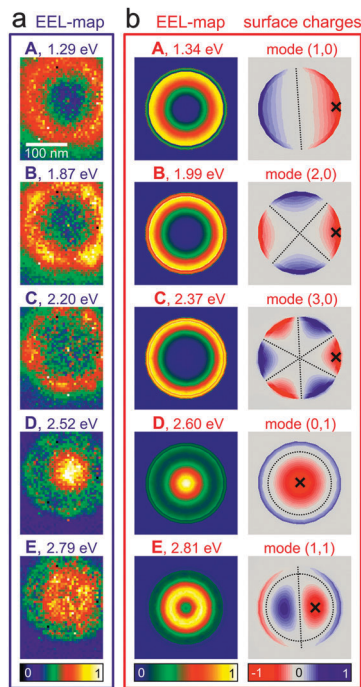 a
EEL-map
A, 1.29 eV
100 nm
B, 1.87 eV
C, 2.20 eV
D, 2.52 eV
E, 2.79 eV
0 1
b
EEL-map surface charges
A, 1.34 eV mode (1,0)
B, 1.99 eV mode (2,0)
C, 2.37 eV mode (3,0)
D, 2.60 eV mode (0,1)
E, 2.81 eV mode (1,1)
0 1 -1 0 1